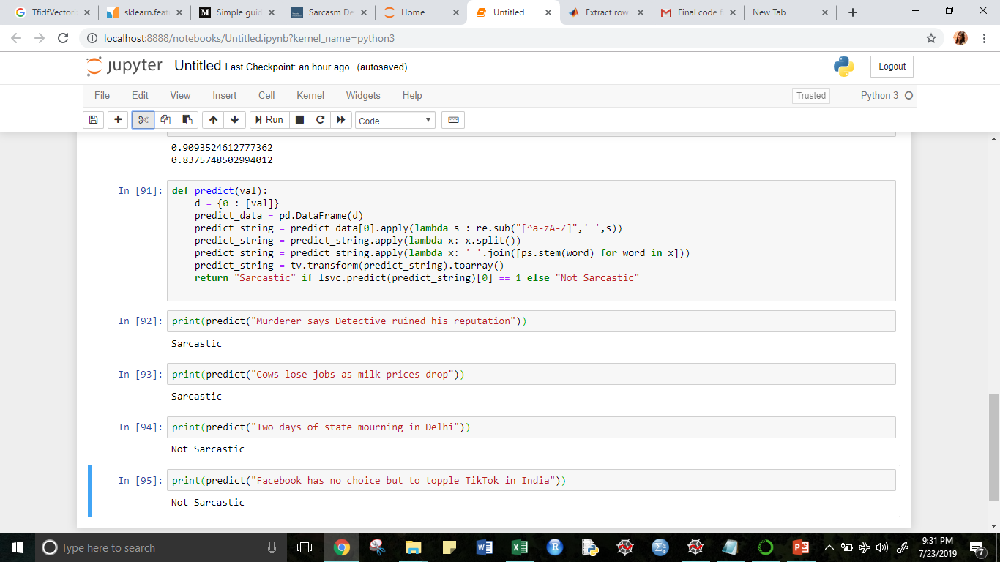 TfidfVectori
sklearn.feat
Simple guid
Sarcasm De
Home
Untitled
Extract row
Final code f
New Tab
localhost:8888/notebooks/Untitled.ipynb?kernel_name=python3
jupyter Untitled Last Checkpoint: an hour ago (autosaved)
Logout
File Edit View Insert Cell Kernel Widgets Help
Trusted Python 3
Run
Code
0.9093524612777362
0.8375748502994012
In [91]: def predict(val):
d = {0 : [val]}
predict_data = pd.DataFrame(d)
predict_string = predict_data[0].apply(lambda s : re.sub("[^a-zA-Z]",' ',s))
predict_string = predict_string.apply(lambda x: x.split())
predict_string = predict_string.apply(lambda x: ' '.join([ps.stem(word) for word in x]))
predict_string = tv.transform(predict_string).toarray()
return "Sarcastic" if lsvc.predict(predict_string)[0] == 1 else "Not Sarcastic"
In [92]: print(predict("Murderer says Detective ruined his reputation"))
Sarcastic
In [93]: print(predict("Cows lose jobs as milk prices drop"))
Sarcastic
In [94]: print(predict("Two days of state mourning in Delhi"))
Not Sarcastic
In [95]: print(predict("Facebook has no choice but to topple TikTok in India"))
Not Sarcastic
Type here to search
9:31 PM
7/23/2019
7